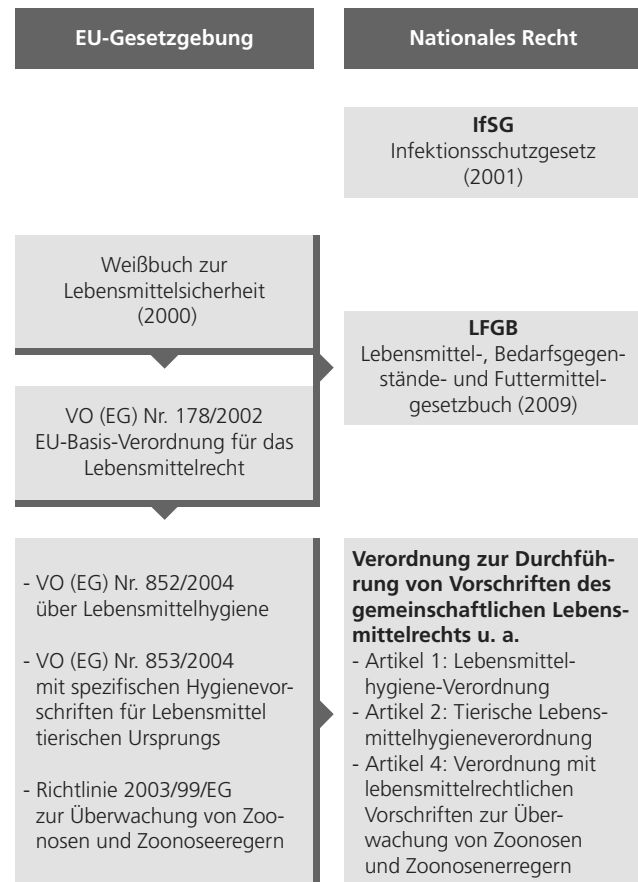 EU-Gesetzgebung
Nationales Recht
IfSG
Infektionsschutzgesetz
(2001)
Weißbuch zur
Lebensmittelsicherheit
(2000)
LFGB
Lebensmittel-, Bedarfsgegen-
stände- und Futtermittel-
gesetzbuch (2009)
VO (EG) Nr. 178/2002
EU-Basis-Verordnung für das
Lebensmittelrecht
- VO (EG) Nr. 852/2004
über Lebensmittelhygiene
- VO (EG) Nr. 853/2004
mit spezifischen Hygienevor-
schriften für Lebensmittel
tierischen Ursprungs
- Richtlinie 2003/99/EG
zur Überwachung von Zoo-
nosen und Zoonoseeregern
Verordnung zur Durchfüh-
rung von Vorschriften des
gemeinschaftlichen Lebens-
mittelrechts u. a.
- Artikel 1: Lebensmittel-
hygiene-Verordnung
- Artikel 2: Tierische Lebens-
mittelhygieneverordnung
- Artikel 4: Verordnung mit
lebensmittelrechtlichen
Vorschriften zur Über-
wachung von Zoonosen
und Zoonosenerregern